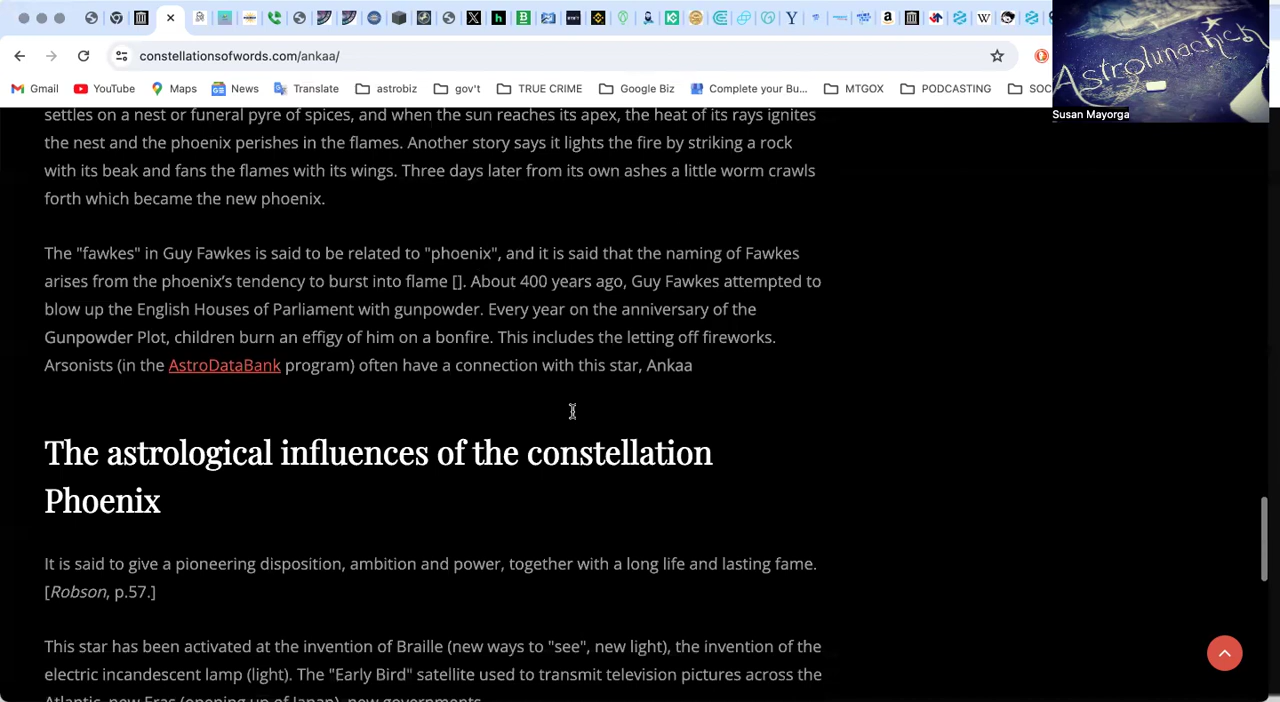 constellationsofwords.com/ankaa/
Gmail YouTube Maps News Translate astrobiz gov't TRUE CRIME Google Biz Complete your Bu... MTGOX PODCASTING SOC
Astrolunachick
Susan Mayorga
settles on a nest or funeral pyre of spices, and when the sun reaches its apex, the heat of its rays ignites
the nest and the phoenix perishes in the flames. Another story says it lights the fire by striking a rock
with its beak and fans the flames with its wings. Three days later from its own ashes a little worm crawls
forth which became the new phoenix.
The "fawkes" in Guy Fawkes is said to be related to "phoenix", and it is said that the naming of Fawkes
arises from the phoenix's tendency to burst into flame []. About 400 years ago, Guy Fawkes attempted to
blow up the English Houses of Parliament with gunpowder. Every year on the anniversary of the
Gunpowder Plot, children burn an effigy of him on a bonfire. This includes the letting off fireworks.
Arsonists (in the AstroDataBank program) often have a connection with this star, Ankaa
The astrological influences of the constellation
Phoenix
It is said to give a pioneering disposition, ambition and power, together with a long life and lasting fame.
[Robson, p.57.]
This star has been activated at the invention of Braille (new ways to "see", new light), the invention of the
electric incandescent lamp (light). The "Early Bird" satellite used to transmit television pictures across the
Atlantic, new Eras (opening up of Japan), new governments